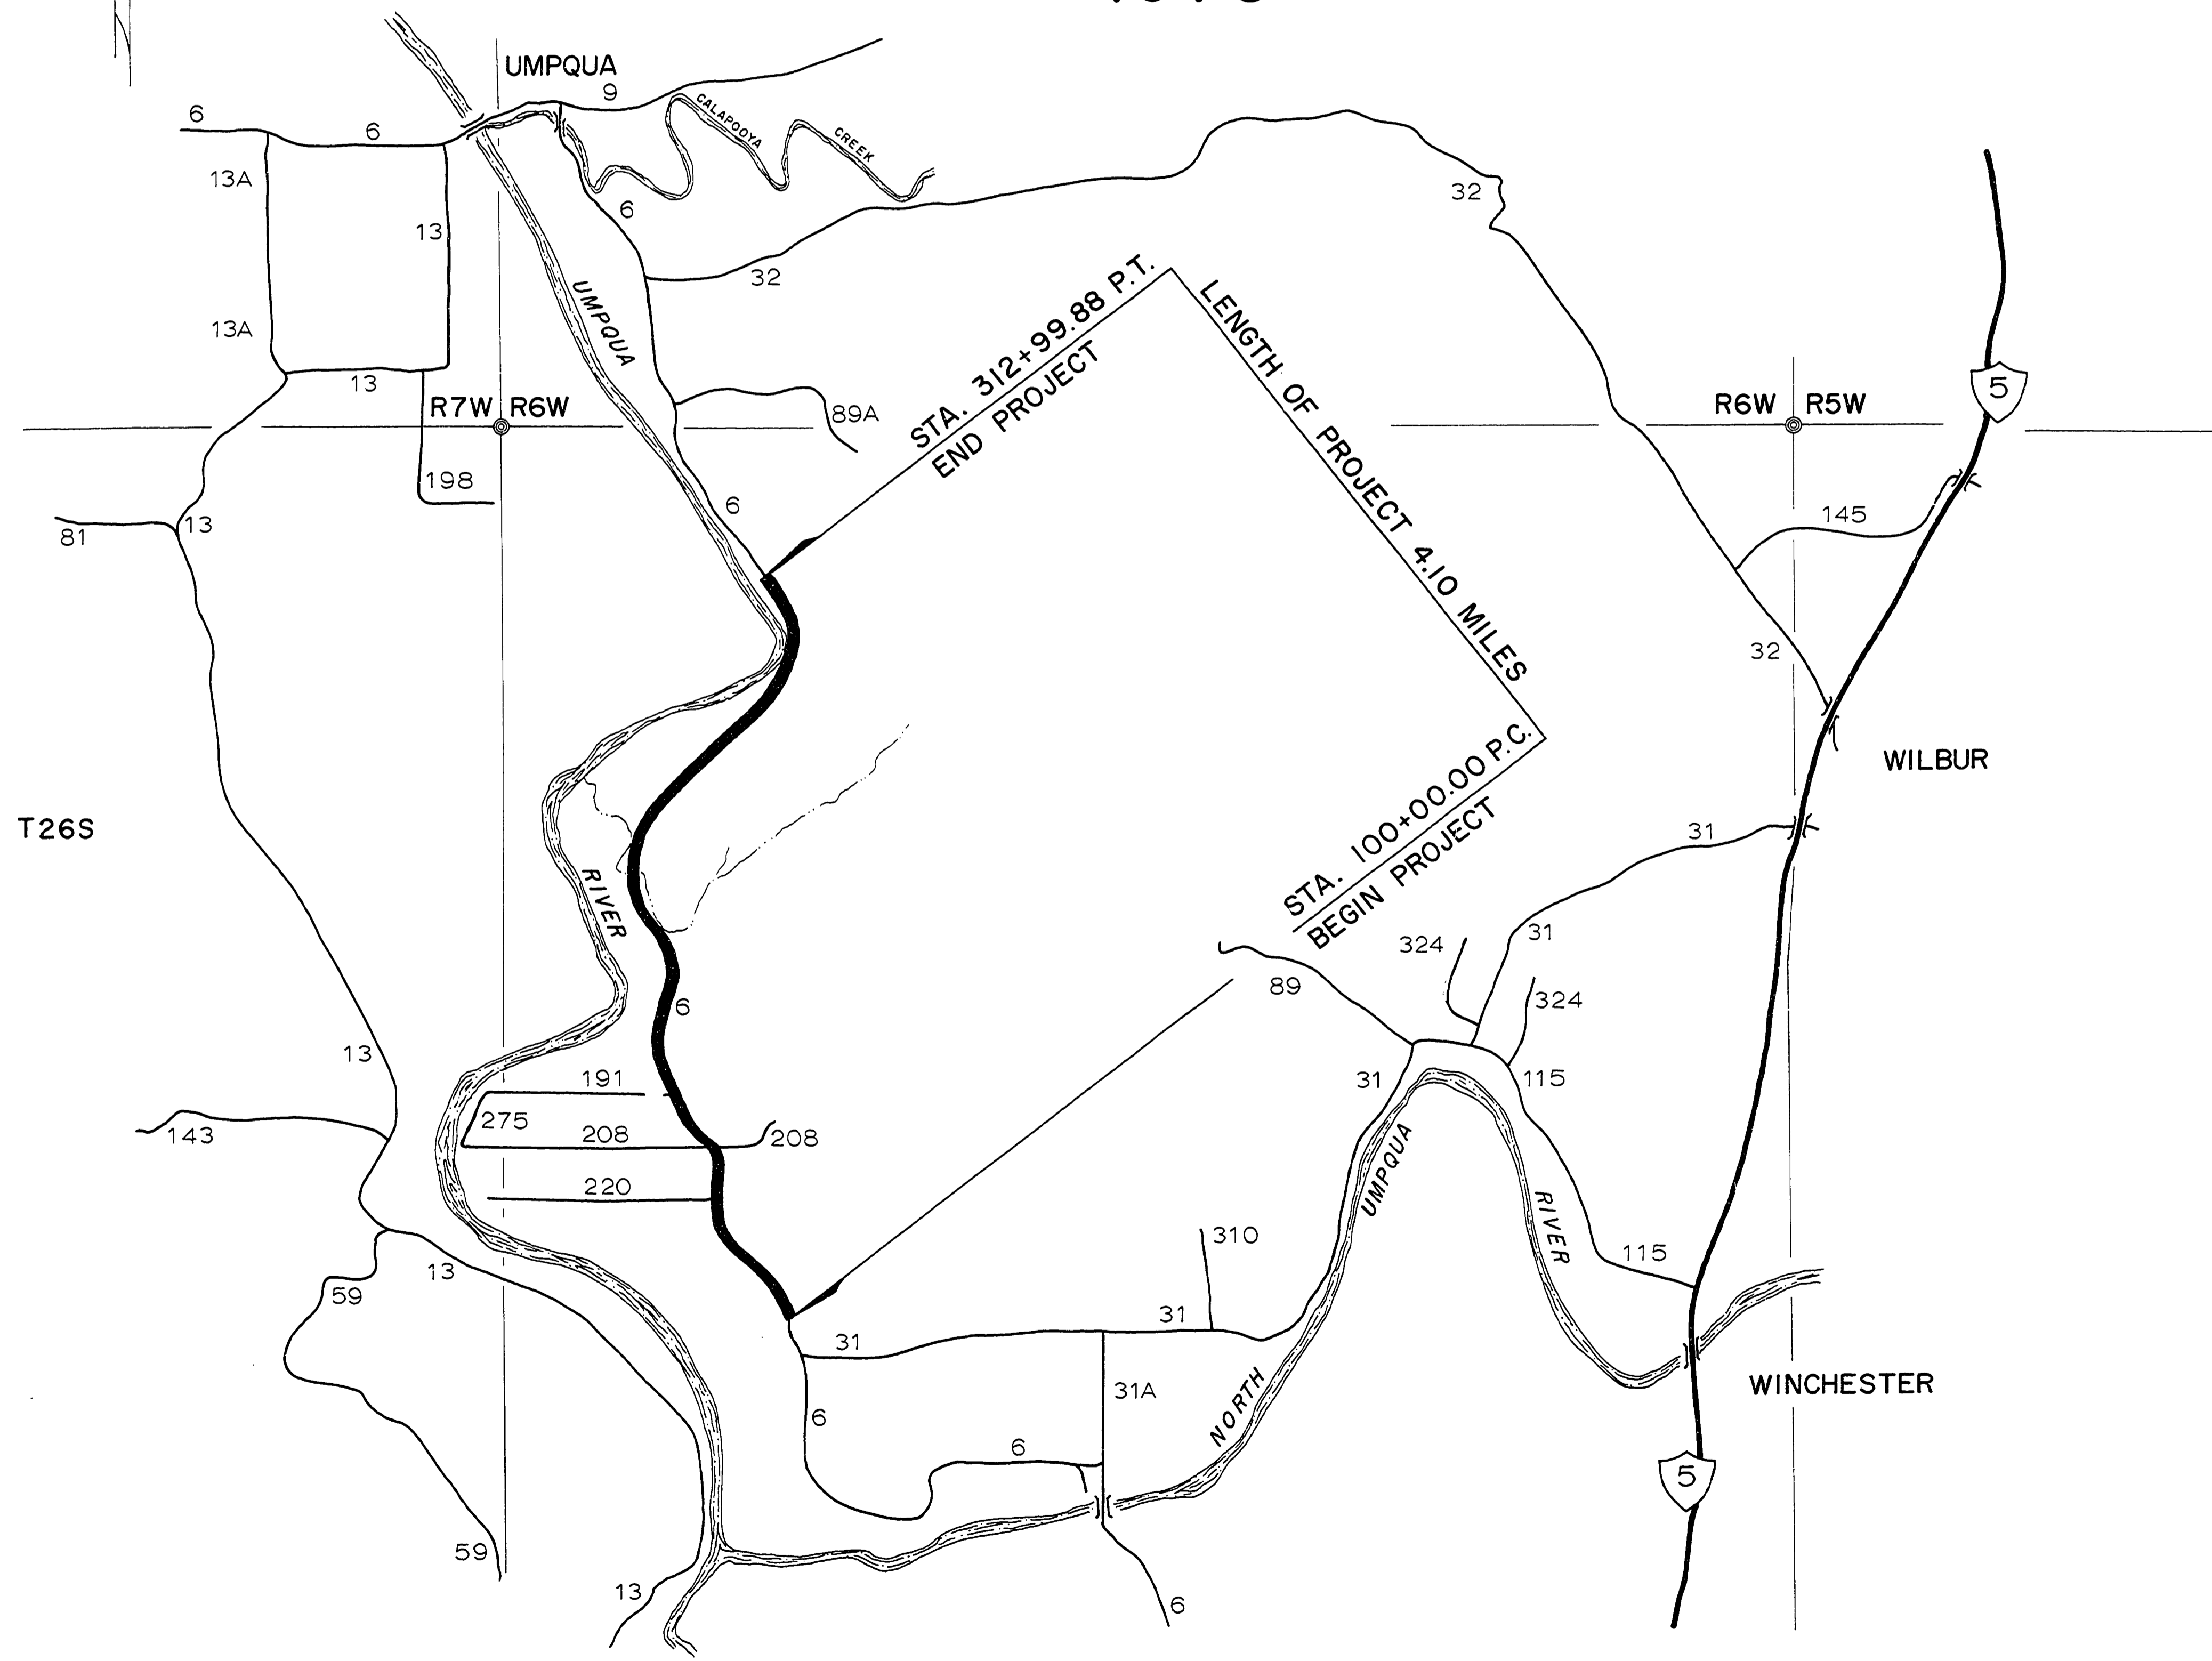 UMPQUA
9
6
6
CALAPOOYA
CREEK
13A
13
6
32
32
UMPQUA
13A
13
R7W R6W
89A
STA. 312+99.88 P.T.
END PROJECT
LENGTH OF PROJECT 4.10 MILES
5
R6W R5W
198
6
81
13
145
32
WILBUR
T26S
STA. 100+00.00 P.C.
BEGIN PROJECT
31
RIVER
324
31
89
324
6
13
191
31
115
275
143
208
208
UMPQUA
220
RIVER
310
115
13
59
31
31
WINCHESTER
31A
NORTH
6
6
5
59
13
6